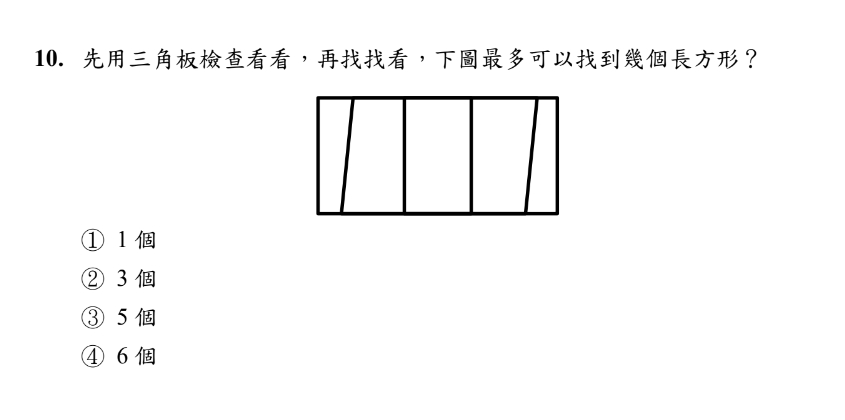 10. 先用三角板檢查看看，再找找看，下圖最多可以找到幾個長方形？
① 1 個
② 3 個
③ 5 個
④ 6 個